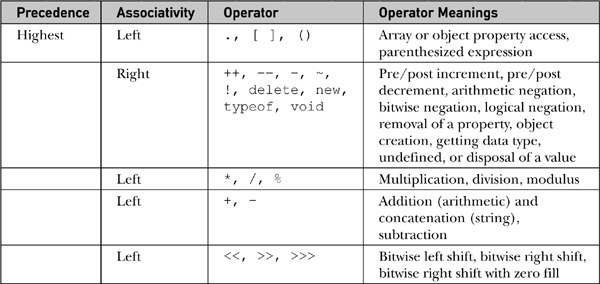 Precedence Associativity Operator Operator Meanings
Highest Left ., [ ], () Array or object property access,
parenthesized expression
Right ++, --, -, ~, Pre/post increment, pre/post
!, delete, new, decrement, arithmetic negation,
typeof, void bitwise negation, logical negation,
removal of a property, object
creation, getting data type,
undefined, or disposal of a value
Left *, /, % Multiplication, division, modulus
Left +, - Addition (arithmetic) and
concatenation (string),
subtraction
Left <<, >>, >>> Bitwise left shift, bitwise right shift,
bitwise right shift with zero fill